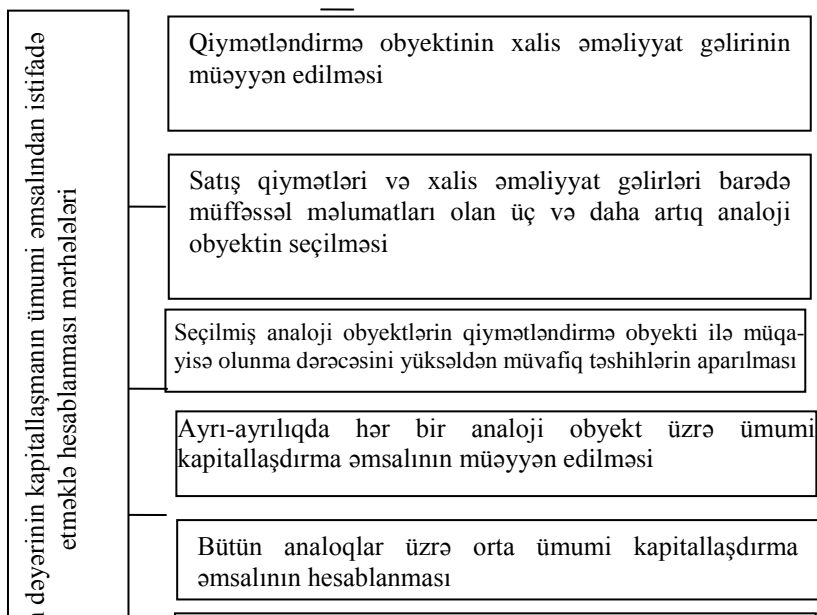 dəyərinin kapitallaşmanın ümumi əmsalından istifadə
etməklə hesablanması mərhələləri
Qiymətləndirmə obyektinin xalis əməliyyat gəlirinin
müəyyən edilməsi
Satış qiymətləri və xalis əməliyyat gəlirləri barədə
müffəssəl məlumatları olan üç və daha artıq analoji
obyektin seçilməsi
Seçilmiş analoji obyektlərin qiymətləndirmə obyekti ilə müqa-
yisə olunma dərəcəsini yüksəldən müvafiq təshihlərin aparılması
Ayrı-ayrılıqda hər bir analoji obyekt üzrə ümumi
kapitallaşdırma əmsalının müəyyən edilməsi
Bütün analoqlar üzrə orta ümumi kapitallaşdırma
əmsalının hesablanması